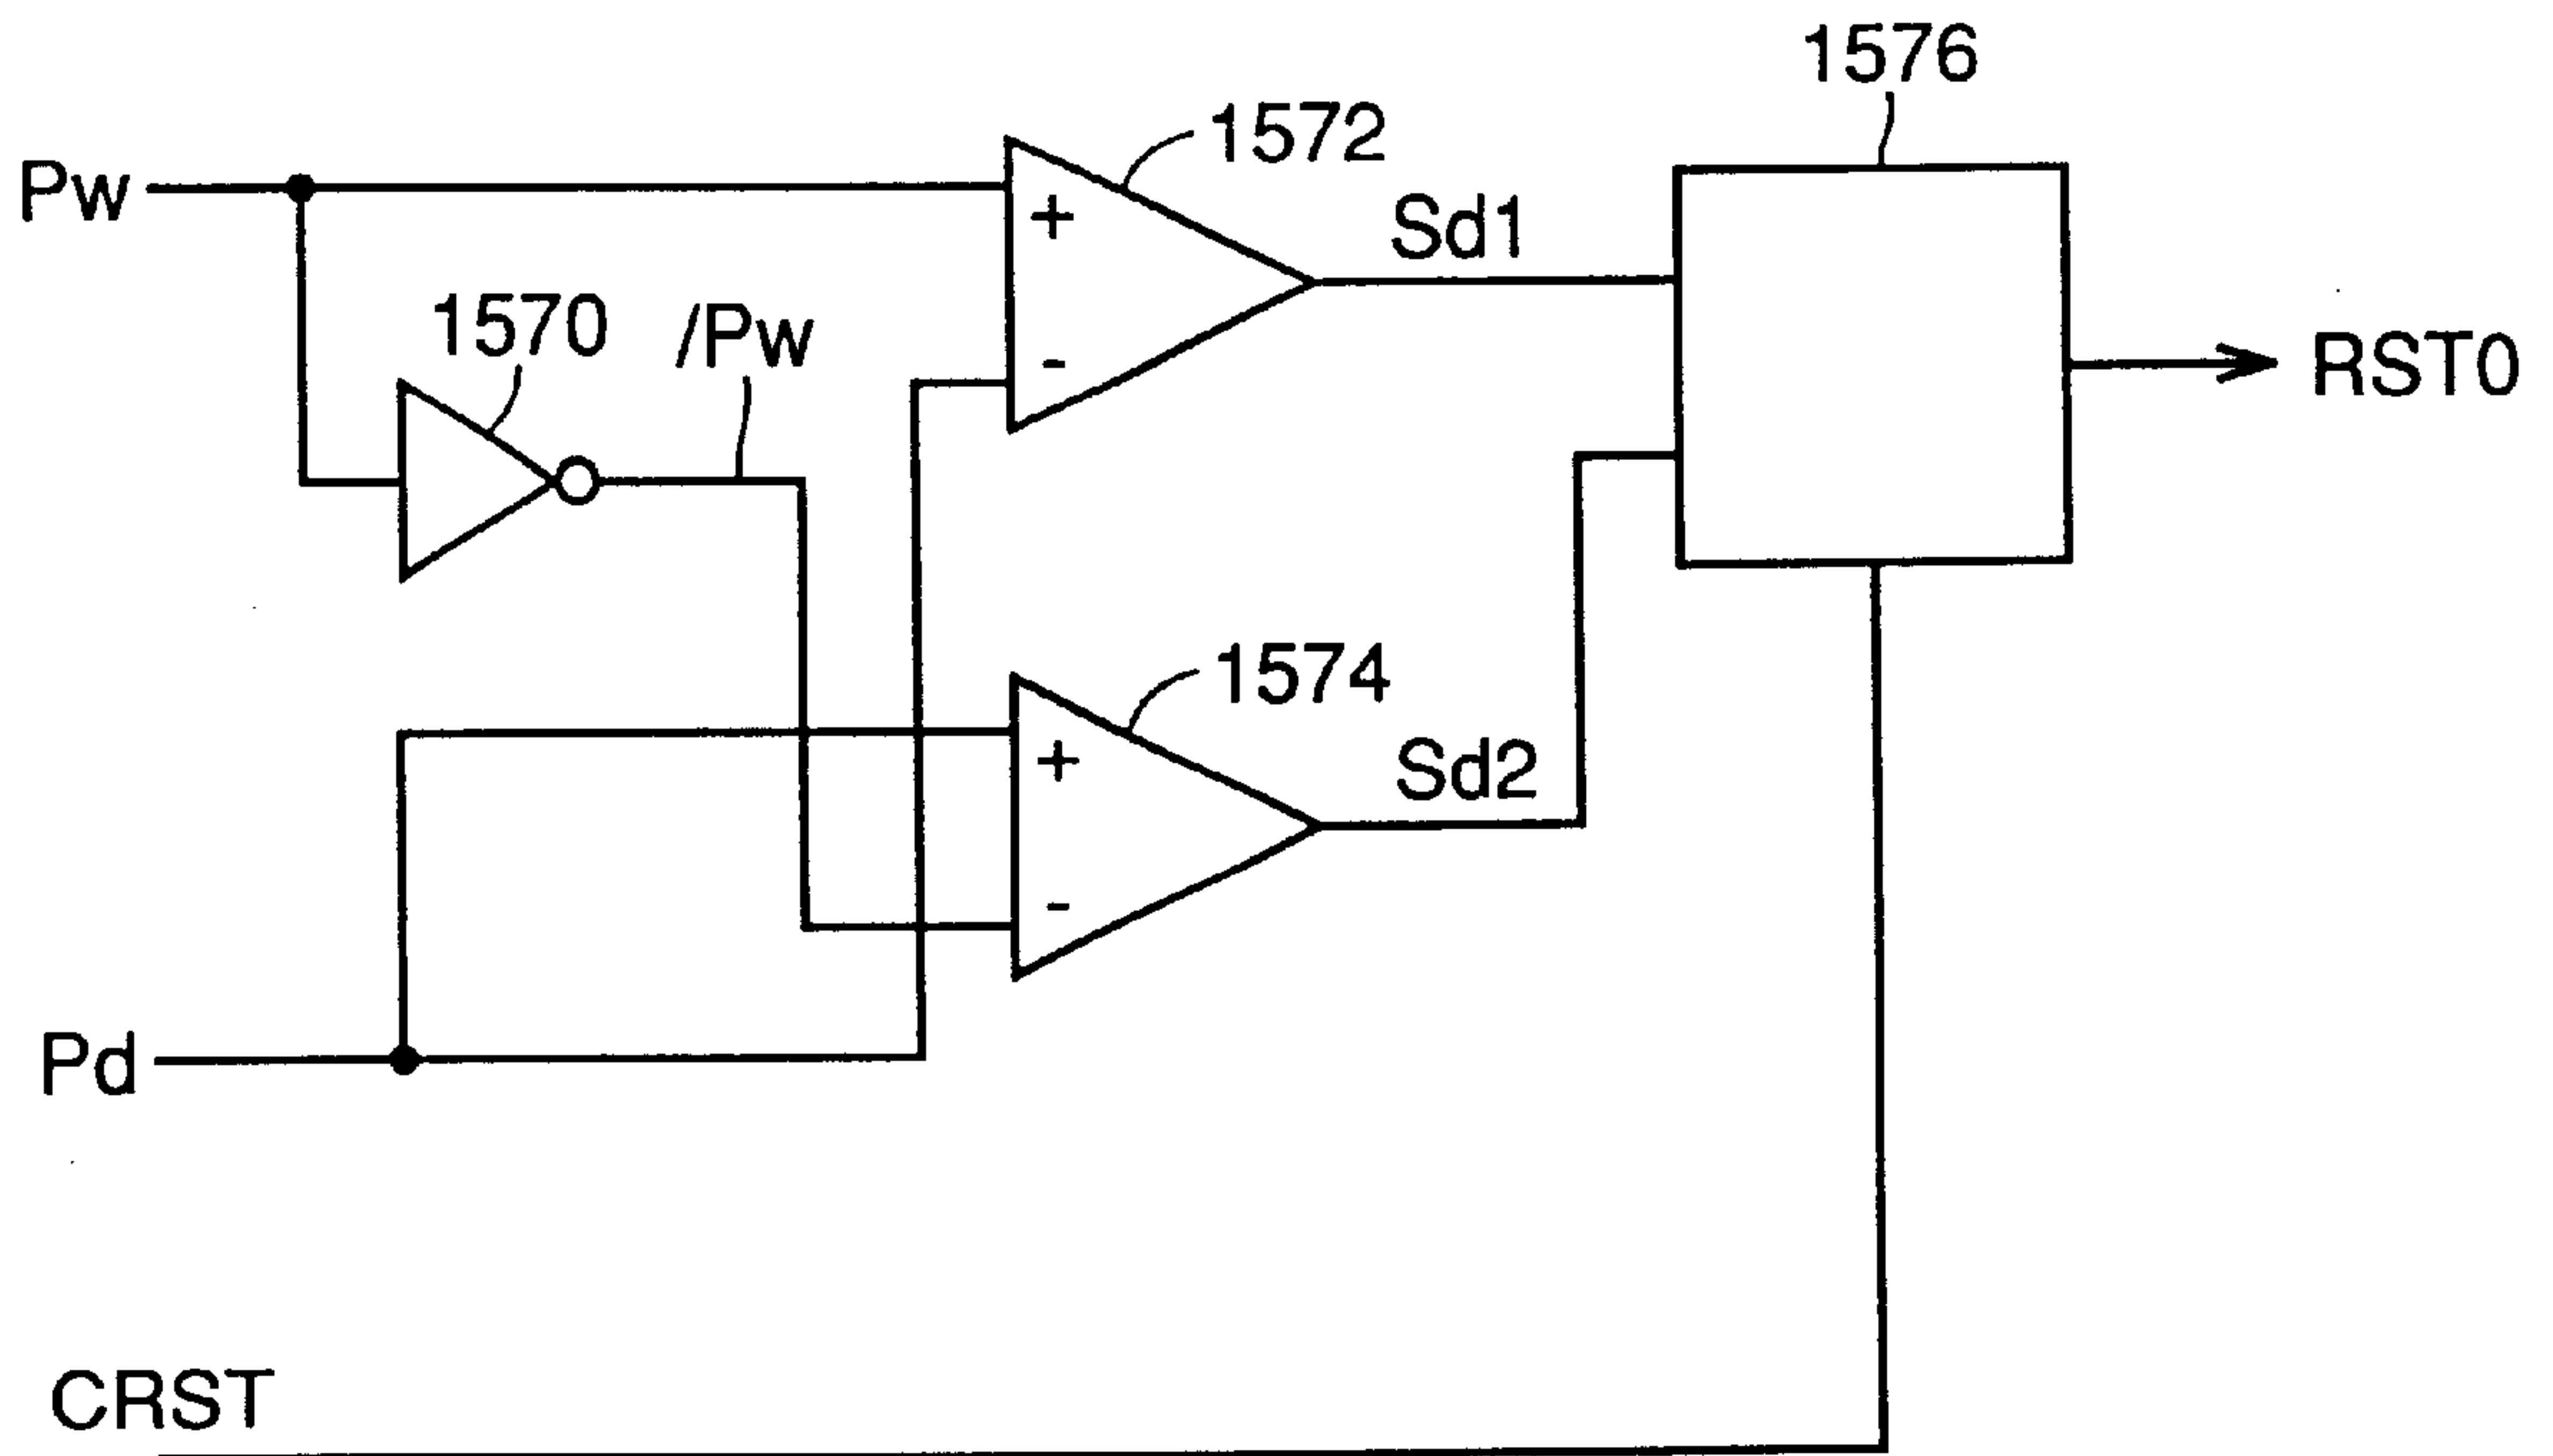 1576
1572
Pw
+
Sd1
1570
/Pw
-
RST0
1574
+
Sd2
-
Pd
CRST